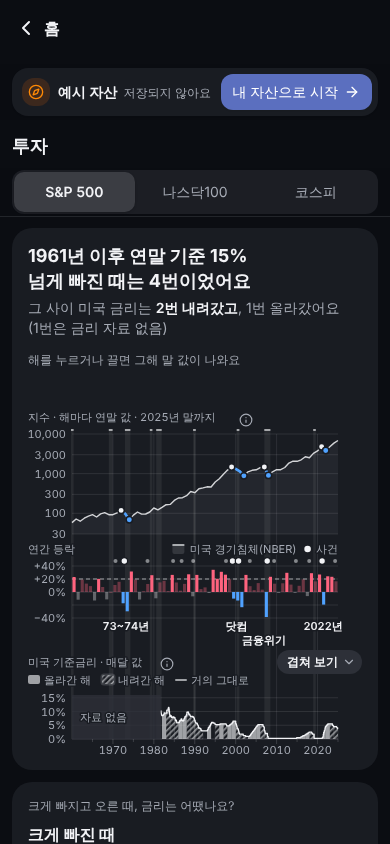 홈
예시 자산 저장되지 않아요 내 자산으로 시작
투자
S&P 500 나스닥100 코스피
1961년 이후 연말 기준 15%
넘게 빠진 때는 4번이었어요
그 사이 미국 금리는 2번 내려갔고, 1번 올라갔어요
(1번은 금리 자료 없음)
해를 누르거나 끌면 그해 말 값이 나와요
지수 · 해마다 연말 값 · 2025년 말까지
10,000
3,000
1,000
300
100
30
연간 등락 미국 경기침체(NBER) 사건
+40%
+20%
0%
−40%
73~74년 닷컴 2022년
금융위기
미국 기준금리 · 매달 값 겹쳐 보기
올라간 해 내려간 해 거의 그대로
15%
10%
5%
0%
자료 없음
1970 1980 1990 2000 2010 2020
크게 빠지고 오른 때, 금리는 어땠나요?
크게 빠진 때